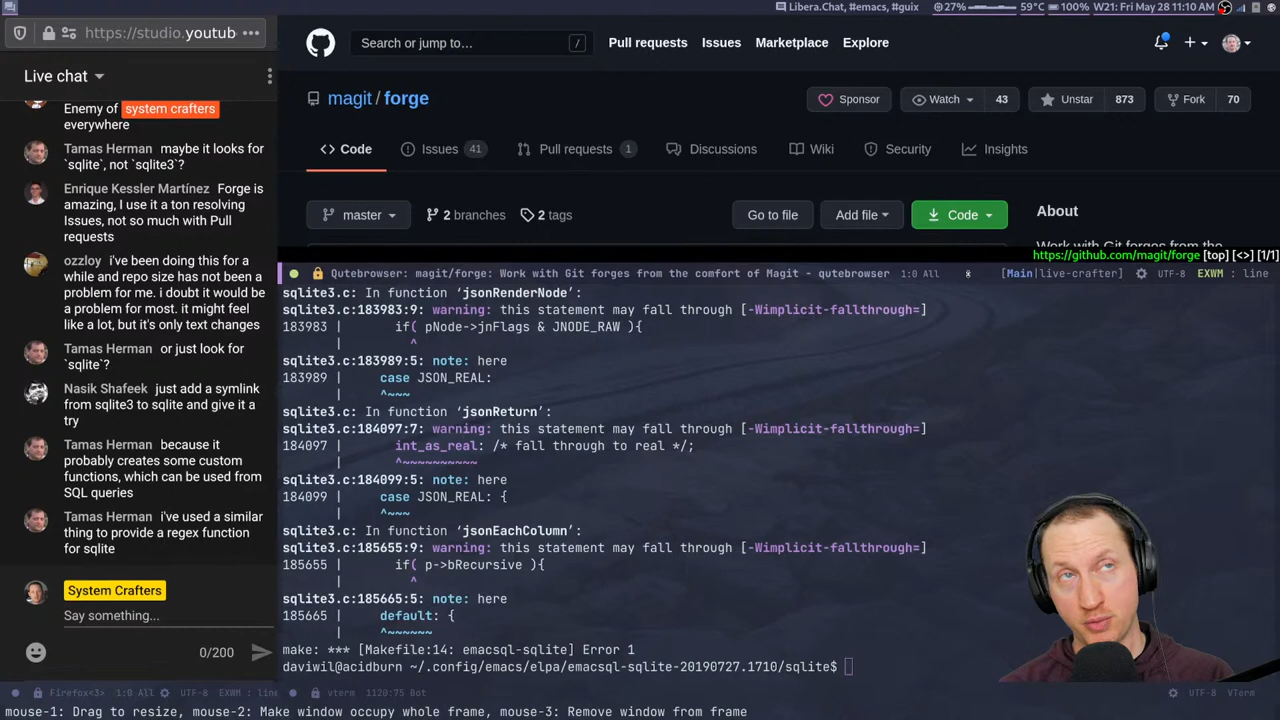 Libera.Chat, #emacs, #guix
27%
59°C
100%
W21: Fri May 28 11:10 AM
https://studio.youtub
Live chat
Enemy of system crafters
everywhere
Tamas Herman maybe it looks for
`sqlite`, not `sqlite3`?
Enrique Kessler Martínez Forge is
amazing, I use it a ton resolving
Issues, not so much with Pull
requests
ozzloy i've been doing this for a
while and repo size has not been a
problem for me. i doubt it would be
a problem for most. it might feel
like a lot, but it's only text changes
Tamas Herman or just look for
`sqlite`?
Nasik Shafeek just add a symlink
from sqlite3 to sqlite and give it a
try
Tamas Herman because it
probably creates some custom
functions, which can be used from
SQL queries
Tamas Herman i've used a similar
thing to provide a regex function
for sqlite
System Crafters
Say something...
0/200
Firefox<3> 1:0 All UTF-8 EXWM : line
Search or jump to... /
Pull requests Issues Marketplace Explore
magit / forge
Sponsor Watch 43 Unstar 873 Fork 70
Code Issues 41 Pull requests 1 Discussions Wiki Security Insights
master 2 branches 2 tags Go to file Add file Code
About
Work with Git forges from the
https://github.com/magit/forge [top] [<>] [1/1]
Qutebrowser: magit/forge: Work with Git forges from the comfort of Magit - qutebrowser 1:0 All [Main|live-crafter] UTF-8 EXWM : line
sqlite3.c: In function ‘jsonRenderNode’:
sqlite3.c:183983:9: warning: this statement may fall through [-Wimplicit-fallthrough=]
183983 | if( pNode->jnFlags & JNODE_RAW ){
| ^
sqlite3.c:183989:5: note: here
183989 | case JSON_REAL:
| ^~~~
sqlite3.c: In function ‘jsonReturn’:
sqlite3.c:184097:7: warning: this statement may fall through [-Wimplicit-fallthrough=]
184097 | int_as_real: /* fall through to real */;
| ^~~~~~~~~~~
sqlite3.c:184099:5: note: here
184099 | case JSON_REAL: {
| ^~~~
sqlite3.c: In function ‘jsonEachColumn’:
sqlite3.c:185655:9: warning: this statement may fall through [-Wimplicit-fallthrough=]
185655 | if( p->bRecursive ){
| ^
sqlite3.c:185665:5: note: here
185665 | default: {
| ^~~~~~~
make: *** [Makefile:14: emacsql-sqlite] Error 1
daviwil@acidburn ~/.config/emacs/elpa/emacsql-sqlite-20190727.1710/sqlite$
vterm 1120:75 Bot UTF-8 VTerm
mouse-1: Drag to resize, mouse-2: Make window occupy whole frame, mouse-3: Remove window from frame